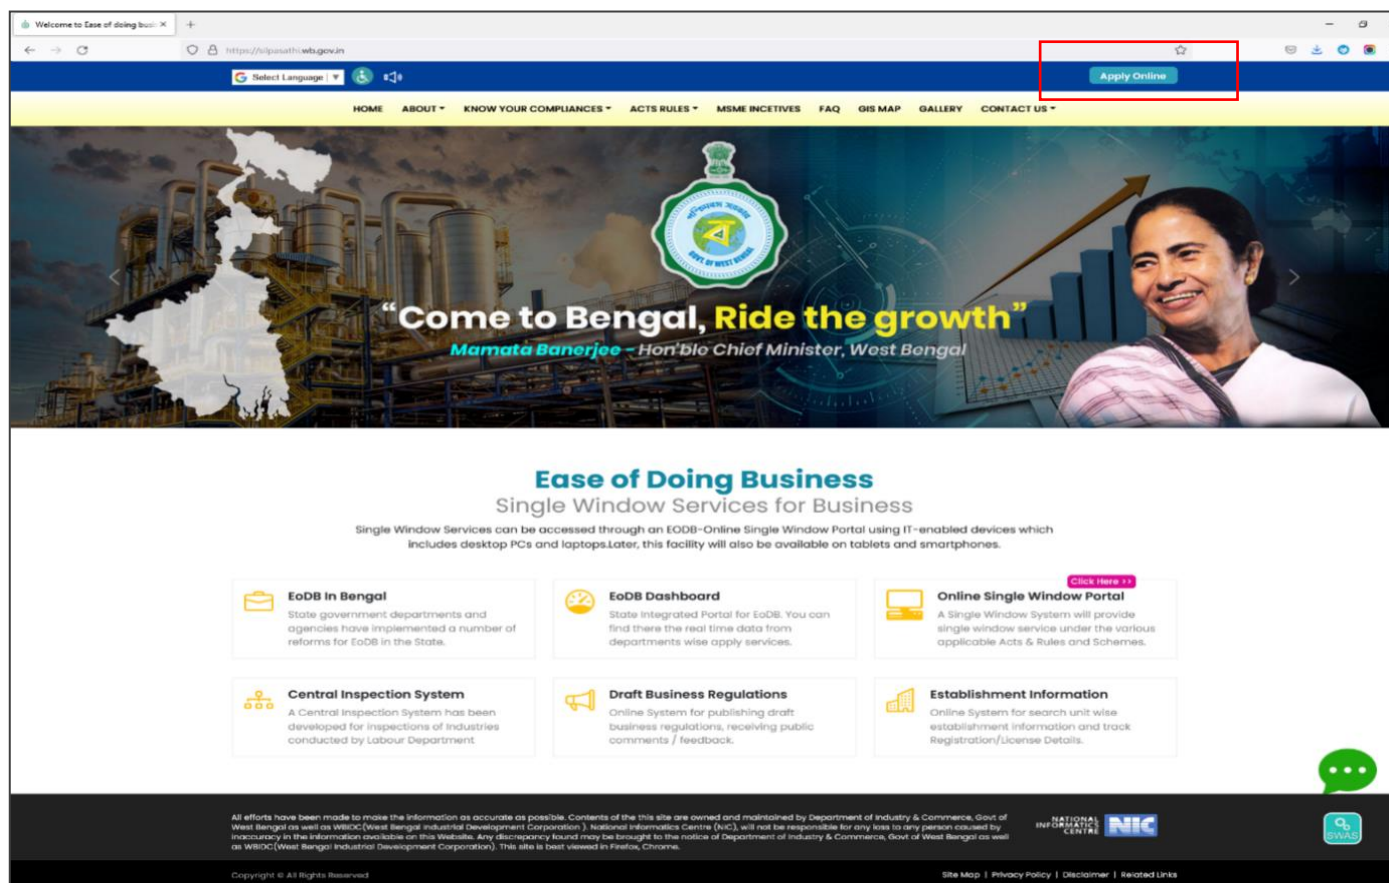 Welcome to Ease of doing busi
https://silpasathi.wb.gov.in
Select Language
Apply Online
HOME ABOUT KNOW YOUR COMPLIANCES ACTS RULES MSME INCETIVES FAQ GIS MAP GALLERY CONTACT US
পশ্চিমবঙ্গ সরকার
GOVT. OF WEST BENGAL
“Come to Bengal, Ride the growth”
Mamata Banerjee - Hon'ble Chief Minister, West Bengal
Ease of Doing Business
Single Window Services for Business
Single Window Services can be accessed through an EODB-Online Single Window Portal using IT-enabled devices which
includes desktop PCs and laptops.Later, this facility will also be available on tablets and smartphones.
EoDB In Bengal
State government departments and
agencies have implemented a number of
reforms for EoDB in the State.
EoDB Dashboard
State Integrated Portal for EoDB. You can
find there the real time data from
departments wise apply services.
Click Here >>
Online Single Window Portal
A Single Window System will provide
single window service under the various
applicable Acts & Rules and Schemes.
Central Inspection System
A Central Inspection System has been
developed for inspections of Industries
conducted by Labour Department
Draft Business Regulations
Online System for publishing draft
business regulations, receiving public
comments / feedback.
Establishment Information
Online System for search unit wise
establishment information and track
Registration/License Details.
All efforts have been made to make the information as accurate as possible. Contents of the this site are owned and maintained by Department of Industry & Commerce, Govt of
West Bengal as well as WBIDC(West Bengal Industrial Development Corporation ). National Informatics Centre (NIC), will not be responsible for any loss to any person caused by
inaccuracy in the information available on this Website. Any discrepancy found may be brought to the notice of Department of Industry & Commerce, Govt of West Bengal as well
as WBIDC(West Bengal Industrial Development Corporation). This site is best viewed in Firefox, Chrome.
NATIONAL
INFORMATICS
CENTRE
NIC
SWAS
Copyright © All Rights Reserved
Site Map | Privacy Policy | Disclaimer | Related Links